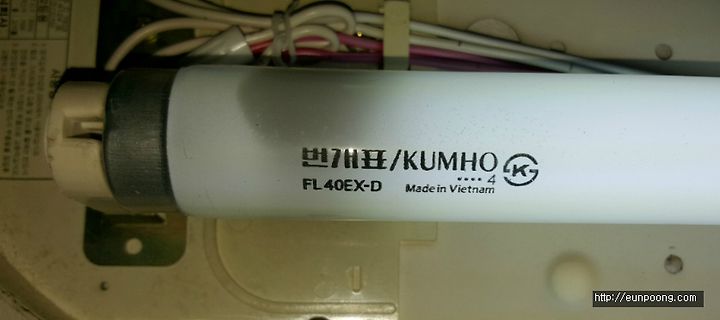 번개표/KUMHO
.... 4
FL40EX-D Made in Vietnam
K
http://eunpoong.com